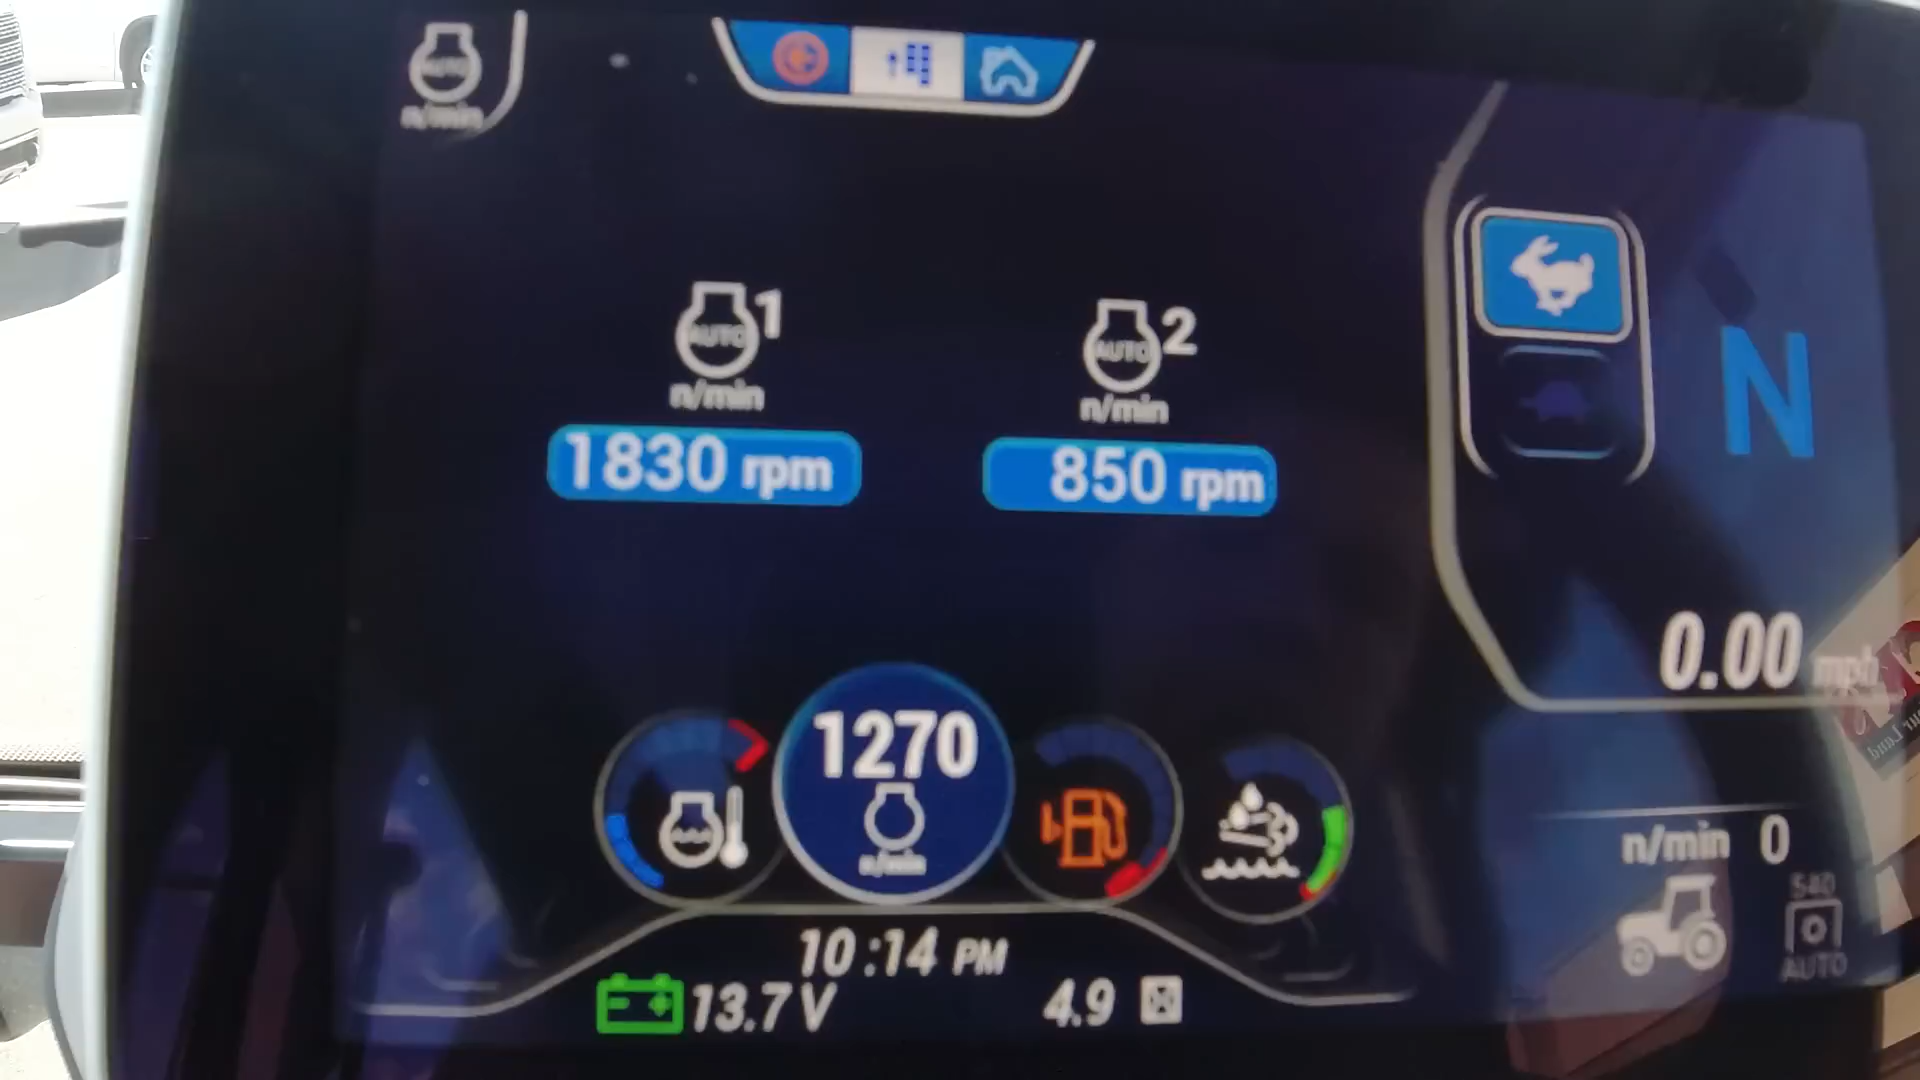 AUTO
n/min
AUTO 1
n/min
1830 rpm
AUTO 2
n/min
850 rpm
N
0.00 mph
1270
n/min
n/min 0
540
AUTO
10:14 PM
13.7 V
4.9